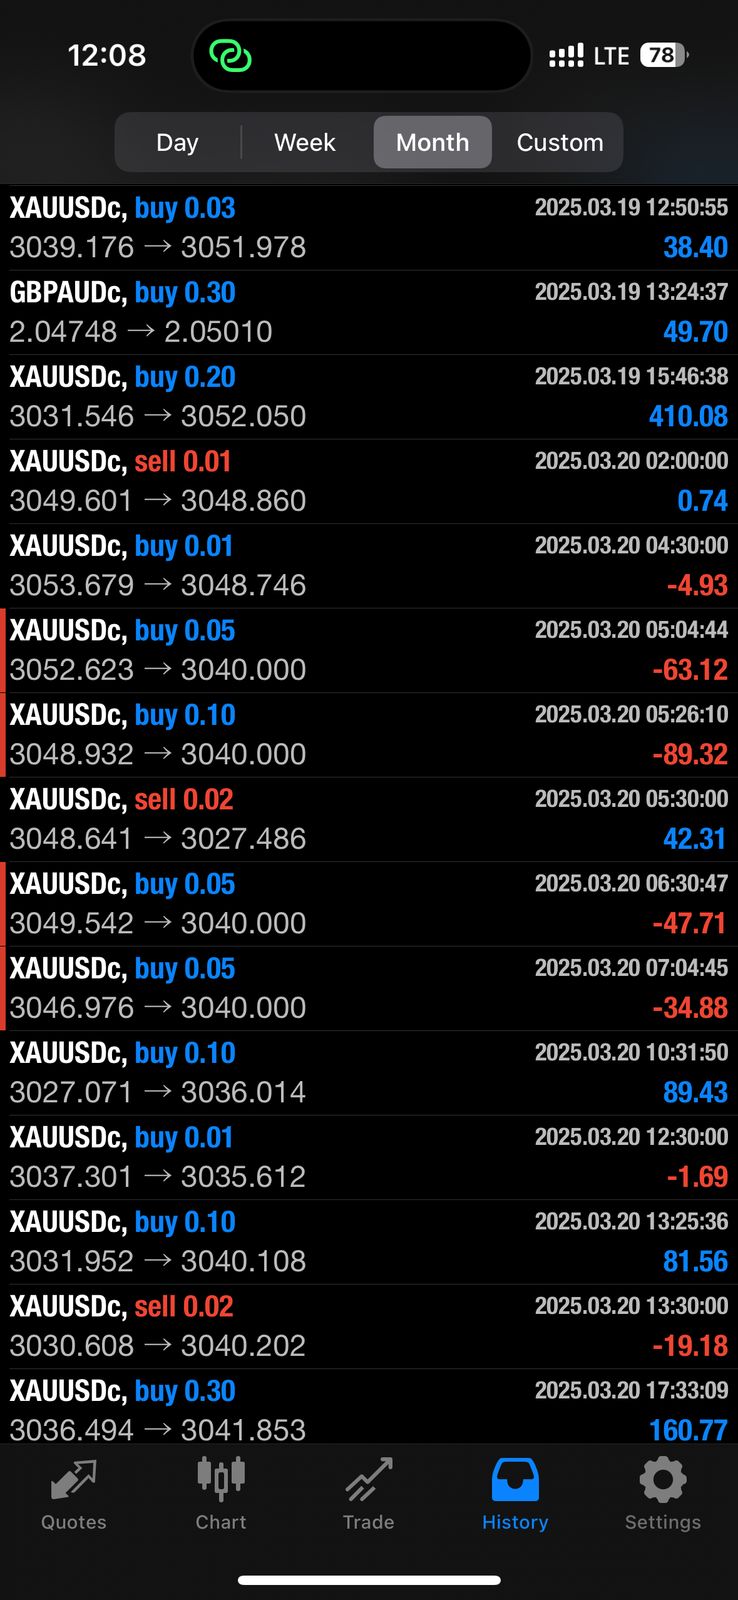 12:08 LTE 78
Day Week Month Custom
XAUUSDc, buy 0.03 2025.03.19 12:50:55
3039.176 → 3051.978 38.40
GBPAUDc, buy 0.30 2025.03.19 13:24:37
2.04748 → 2.05010 49.70
XAUUSDc, buy 0.20 2025.03.19 15:46:38
3031.546 → 3052.050 410.08
XAUUSDc, sell 0.01 2025.03.20 02:00:00
3049.601 → 3048.860 0.74
XAUUSDc, buy 0.01 2025.03.20 04:30:00
3053.679 → 3048.746 -4.93
XAUUSDc, buy 0.05 2025.03.20 05:04:44
3052.623 → 3040.000 -63.12
XAUUSDc, buy 0.10 2025.03.20 05:26:10
3048.932 → 3040.000 -89.32
XAUUSDc, sell 0.02 2025.03.20 05:30:00
3048.641 → 3027.486 42.31
XAUUSDc, buy 0.05 2025.03.20 06:30:47
3049.542 → 3040.000 -47.71
XAUUSDc, buy 0.05 2025.03.20 07:04:45
3046.976 → 3040.000 -34.88
XAUUSDc, buy 0.10 2025.03.20 10:31:50
3027.071 → 3036.014 89.43
XAUUSDc, buy 0.01 2025.03.20 12:30:00
3037.301 → 3035.612 -1.69
XAUUSDc, buy 0.10 2025.03.20 13:25:36
3031.952 → 3040.108 81.56
XAUUSDc, sell 0.02 2025.03.20 13:30:00
3030.608 → 3040.202 -19.18
XAUUSDc, buy 0.30 2025.03.20 17:33:09
3036.494 → 3041.853 160.77
Quotes Chart Trade History Settings